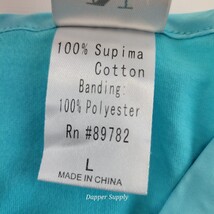 100% Supima
Cotton
Banding:
100% Polyester
Rn #89782
L
MADE IN CHINA
Dapper Supply